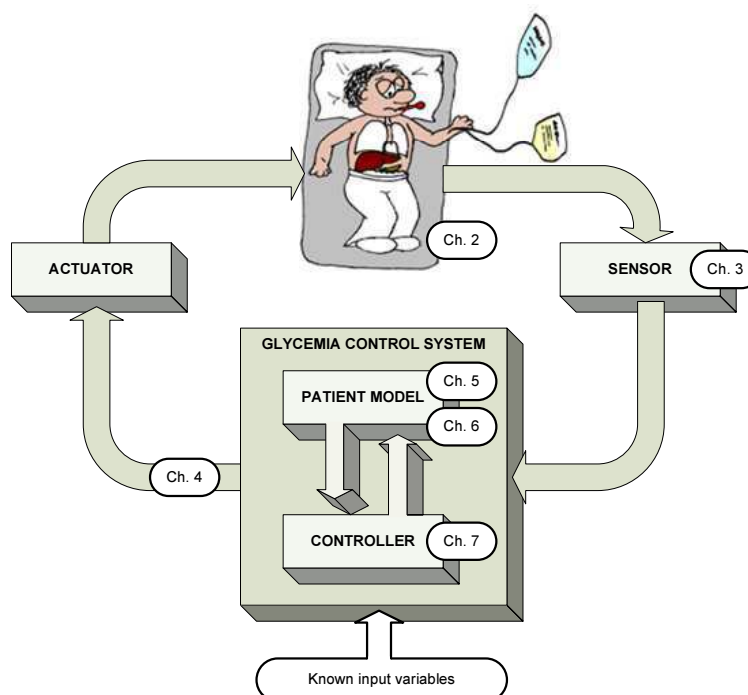 Ch. 2
ACTUATOR
SENSOR
Ch. 3
GLYCEMIA CONTROL SYSTEM
Ch. 5
PATIENT MODEL
Ch. 6
Ch. 4
CONTROLLER
Ch. 7
Known input variables